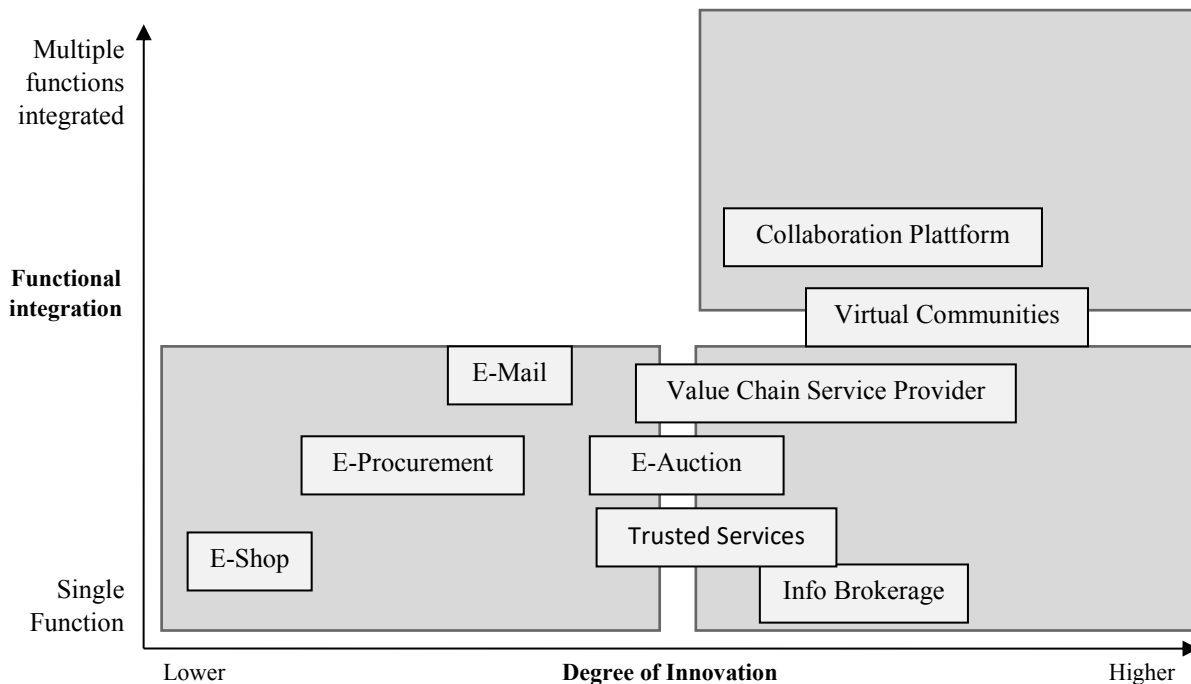 Multiple
functions
integrated
Collaboration Plattform
Functional
integration
Virtual Communities
E-Mail
Value Chain Service Provider
E-Procurement
E-Auction
Trusted Services
E-Shop
Info Brokerage
Single
Function
Lower
Degree of Innovation
Higher